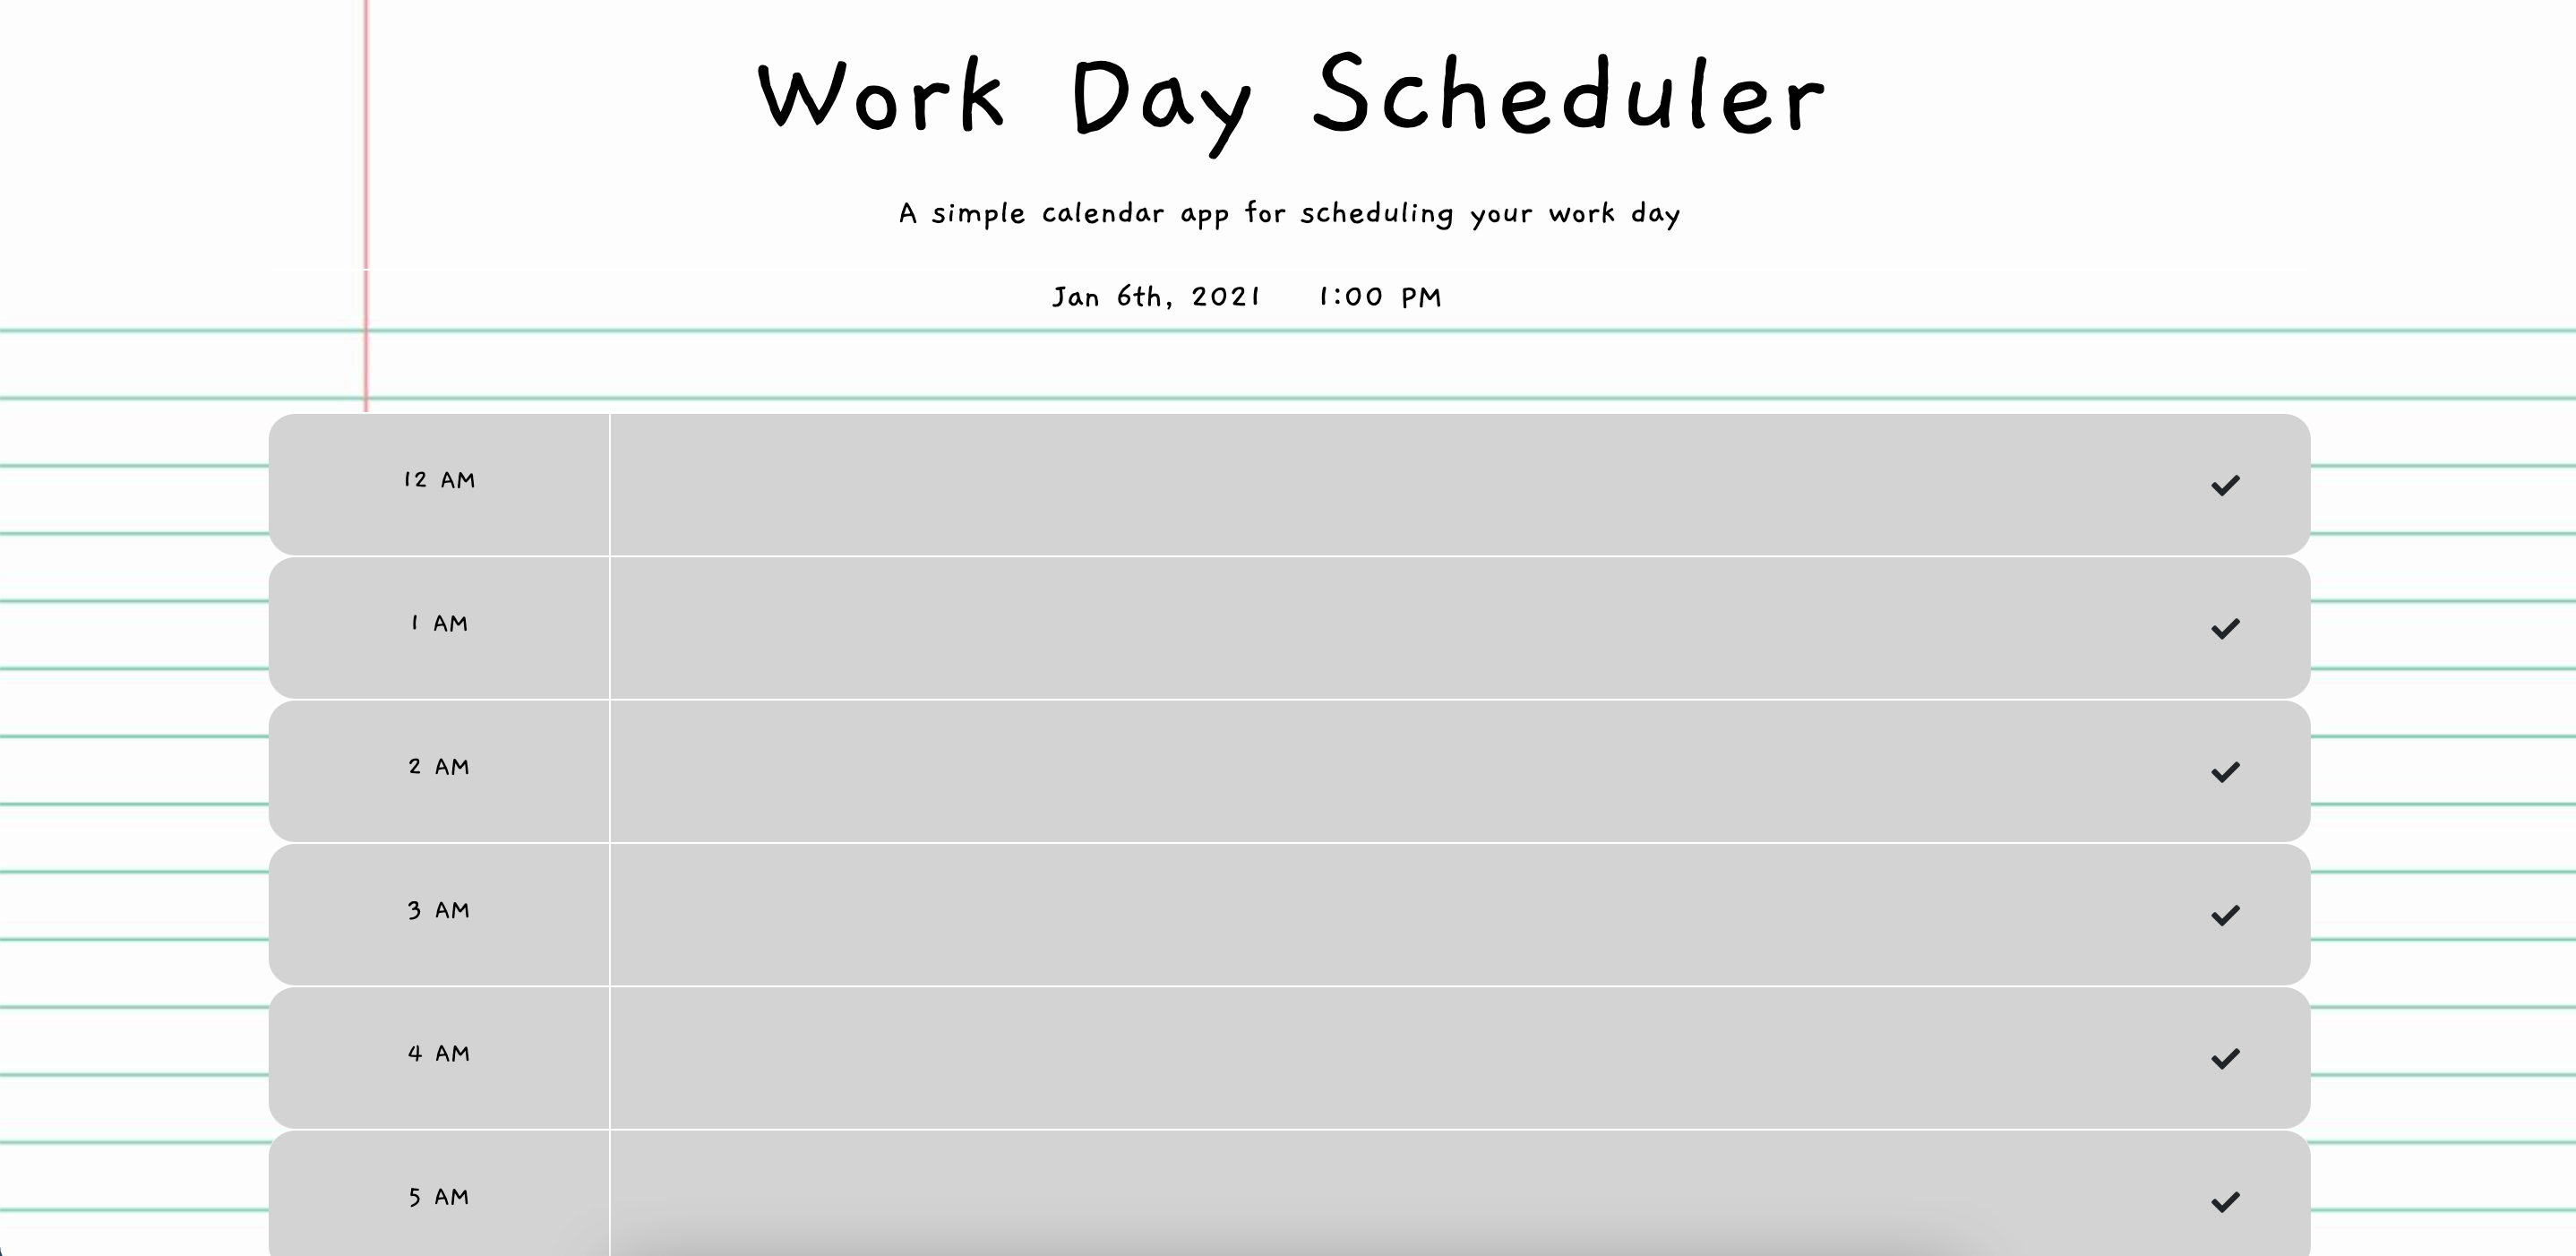 Work Day Scheduler
A simple calendar app for scheduling your work day
Jan 6th, 2021 1:00 PM
12 AM
1 AM
2 AM
3 AM
4 AM
5 AM